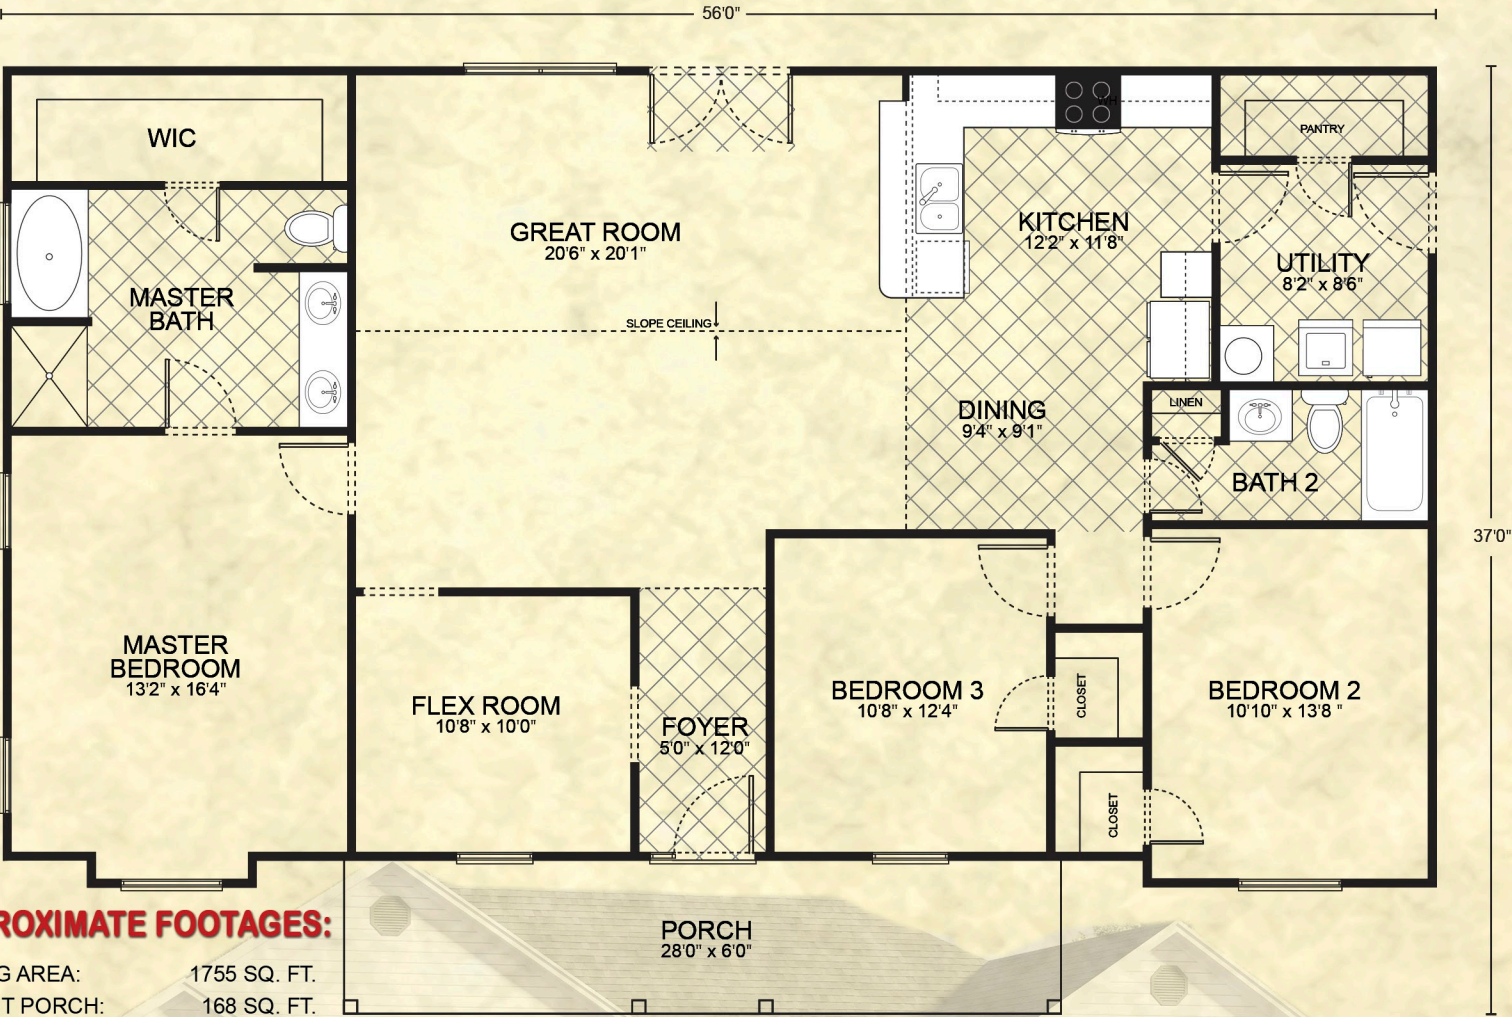 56'0"
WIC
WH
PANTRY
GREAT ROOM
20'6" x 20'1"
KITCHEN
12'2" x 11'8"
UTILITY
8'2" x 8'6"
MASTER
BATH
SLOPE CEILING
DINING
9'4" x 9'1"
LINEN
BATH 2
37'0"
MASTER
BEDROOM
13'2" x 16'4"
FLEX ROOM
10'8" x 10'0"
FOYER
5'0" x 12'0"
BEDROOM 3
10'8" x 12'4"
CLOSET
BEDROOM 2
10'10" x 13'8 "
CLOSET
PORCH
28'0" x 6'0"
ROXIMATE FOOTAGES:
G AREA: 1755 SQ. FT.
T PORCH: 168 SQ. FT.